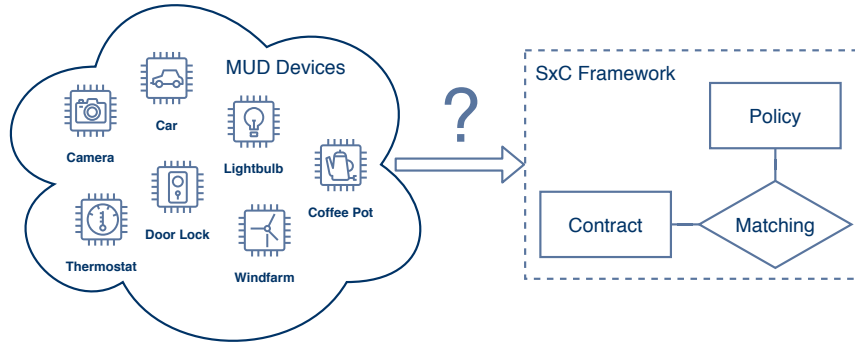 MUD Devices
Camera
Car
Lightbulb
Coffee Pot
Thermostat
Door Lock
Windfarm
?
SxC Framework
Policy
Contract
Matching